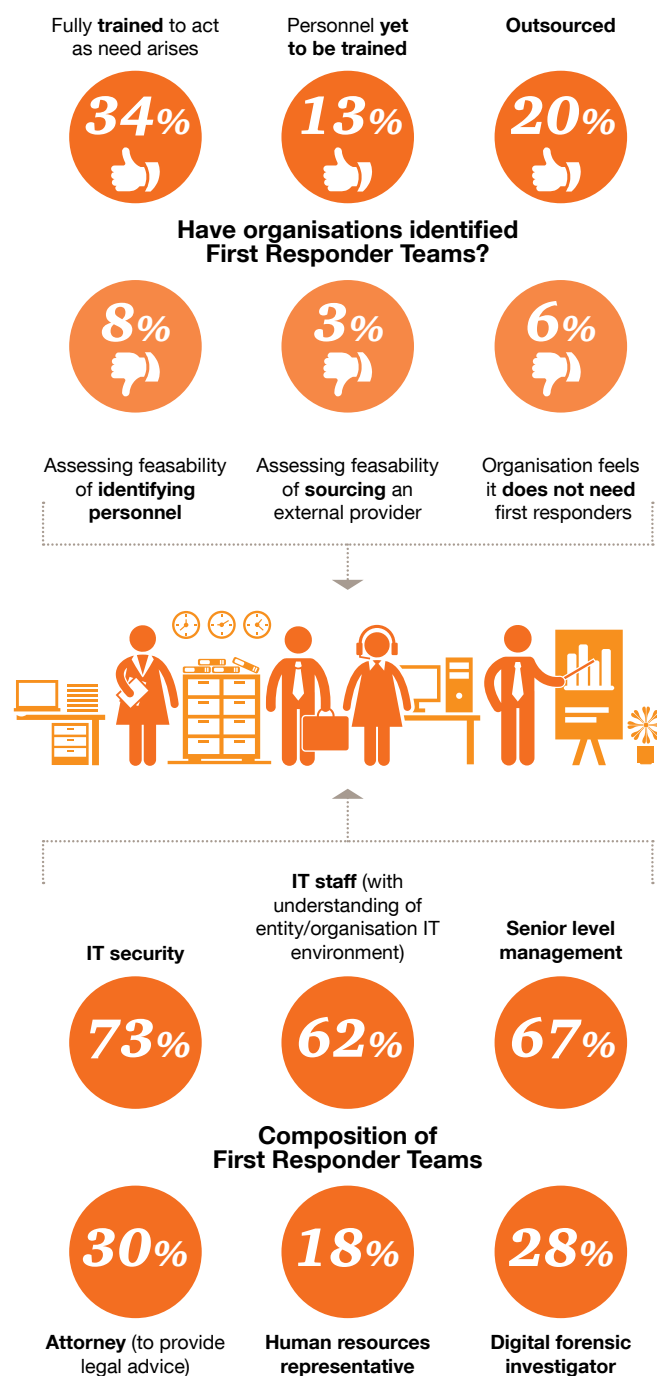 Fully trained to act
as need arises
Personnel yet
to be trained
Outsourced
34%
13%
20%
Have organisations identified
First Responder Teams?
8%
3%
6%
Assessing feasability
of identifying
personnel
Assessing feasability
of sourcing an
external provider
Organisation feels
it does not need
first responders
IT security
IT staff (with
understanding of
entity/organisation IT
environment)
Senior level
management
73%
62%
67%
Composition of
First Responder Teams
30%
18%
28%
Attorney (to provide
legal advice)
Human resources
representative
Digital forensic
investigator